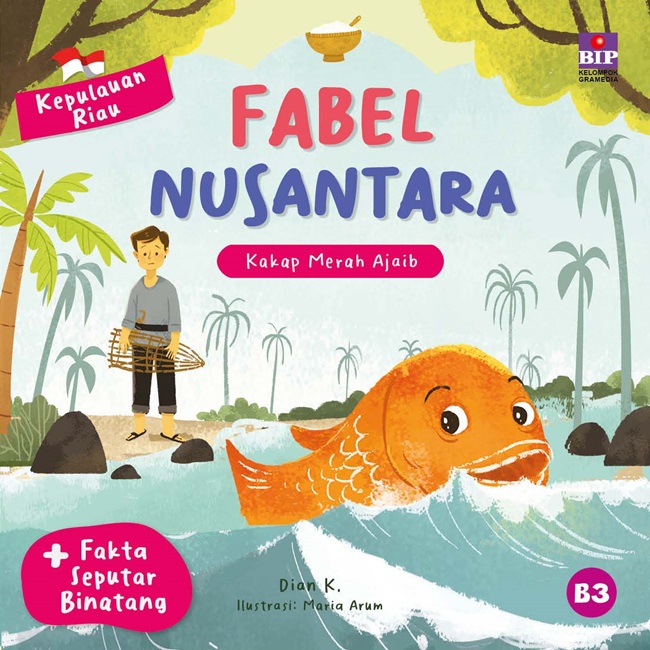 Kepulauan
Riau
BIP
KELOMPOK
GRAMEDIA
FABEL
NUSANTARA
Kakap Merah Ajaib
+ Fakta
Seputar
Binatang
Dian K.
Ilustrasi: Maria Arum
B3